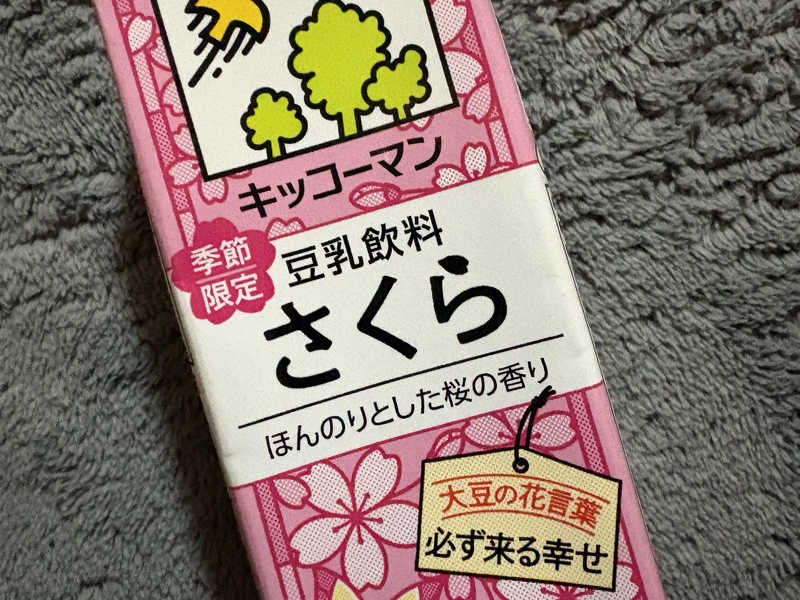 キッコーマン
季節
限定
豆乳飲料
さくら
ほんのりとした桜の香り
大豆の花言葉
必ず来る幸せ